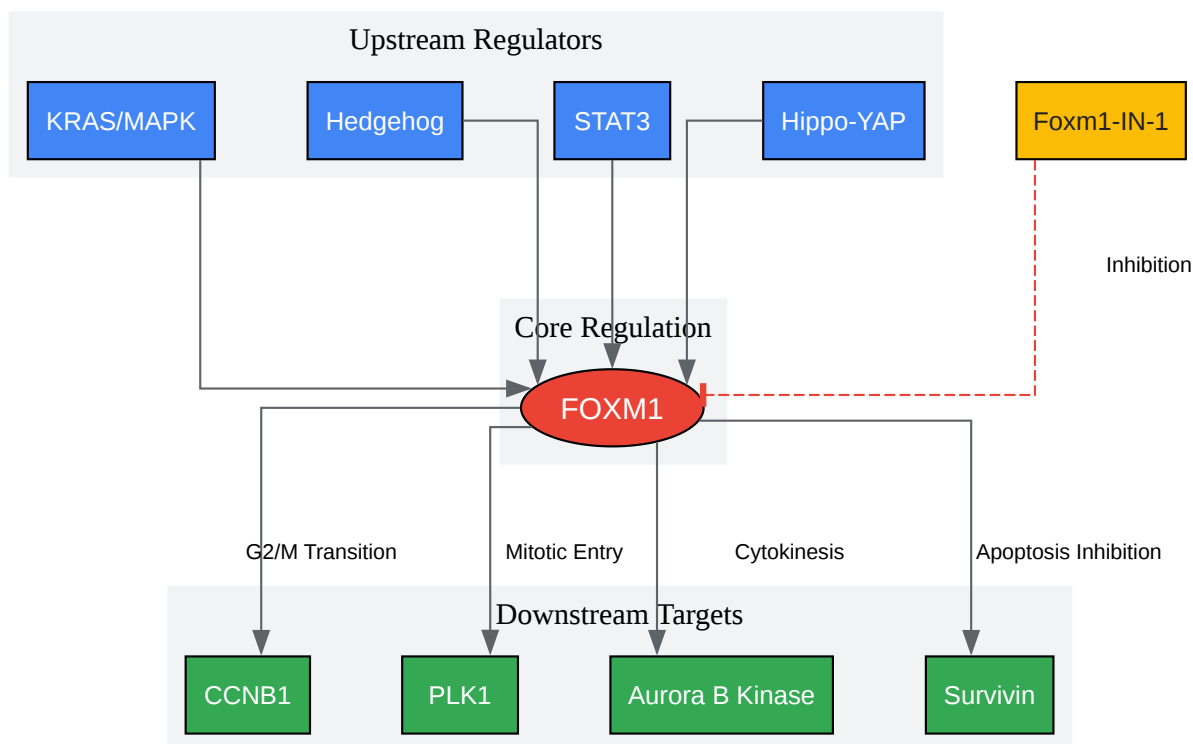 Upstream Regulators
KRAS/MAPK
Hedgehog
STAT3
Hippo-YAP
Foxm1-IN-1
Inhibition
Core Regulation
FOXM1
G2/M Transition
Mitotic Entry
Cytokinesis
Apoptosis Inhibition
Downstream Targets
CCNB1
PLK1
Aurora B Kinase
Survivin